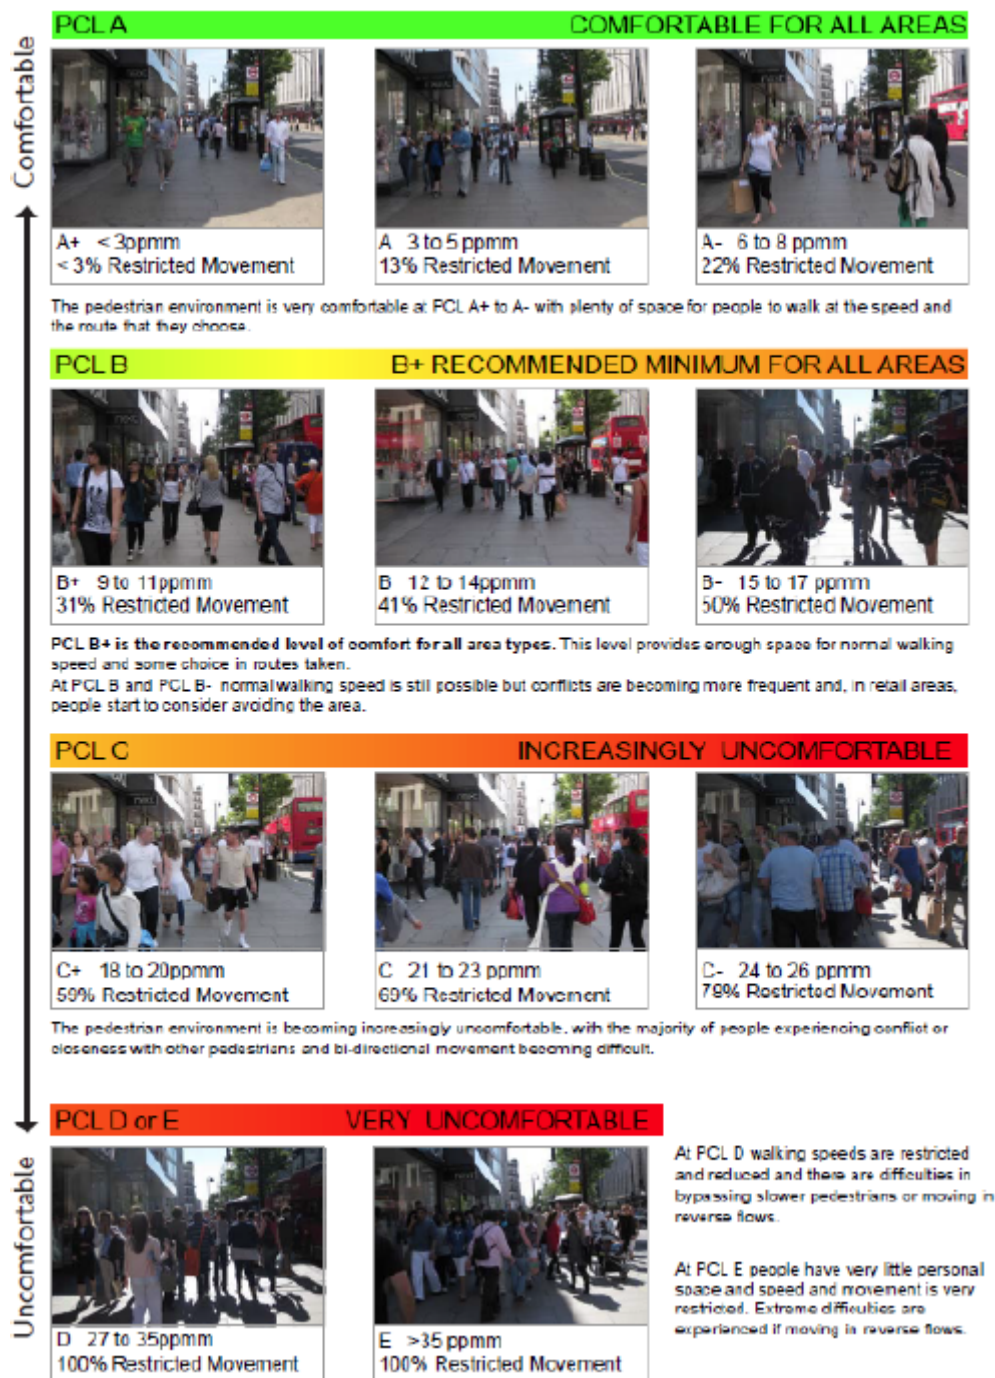 PCL A COMFORTABLE FOR ALL AREAS
Comfortable
A+ < 3ppmm
< 3% Restricted Movement
A 3 to 5 ppmm
13% Restricted Movement
A- 6 to 8 ppmm
22% Restricted Movement
The pedestrian environment is very comfortable at PCL A+ to A- with plenty of space for people to walk at the speed and
the route that they choose.
PCL B B+ RECOMMENDED MINIMUM FOR ALL AREAS
next
B+ 9 to 11ppmm
31% Restricted Movement
B 12 to 14ppmm
41% Restricted Movement
B- 15 to 17 ppmm
50% Restricted Movement
PCL B+ is the recommended level of comfort for all area types. This level provides enough space for normal walking
speed and some choice in routes taken.
At PCL B and PCL B- normal walking speed is still possible but conflicts are becoming more frequent and, in retail areas,
people start to consider avoiding the area.
PCL C INCREASINGLY UNCOMFORTABLE
next
C+ 18 to 20ppmm
59% Restricted Movement
C 21 to 23 ppmm
69% Restricted Movement
C- 24 to 26 ppmm
78% Restricted Movement
The pedestrian environment is becoming increasingly uncomfortable, with the majority of people experiencing conflict or
closeness with other pedestrians and bi-directional movement becoming difficult.
PCL D or E VERY UNCOMFORTABLE
Uncomfortable
D 27 to 35ppmm
100% Restricted Movement
E >35 ppmm
100% Restricted Movement
At PCL D walking speeds are restricted
and reduced and there are difficulties in
bypassing slower pedestrians or moving in
reverse flows.
At PCL E people have very little personal
space and speed and movement is very
restricted. Extreme difficulties are
experienced if moving in reverse flows.